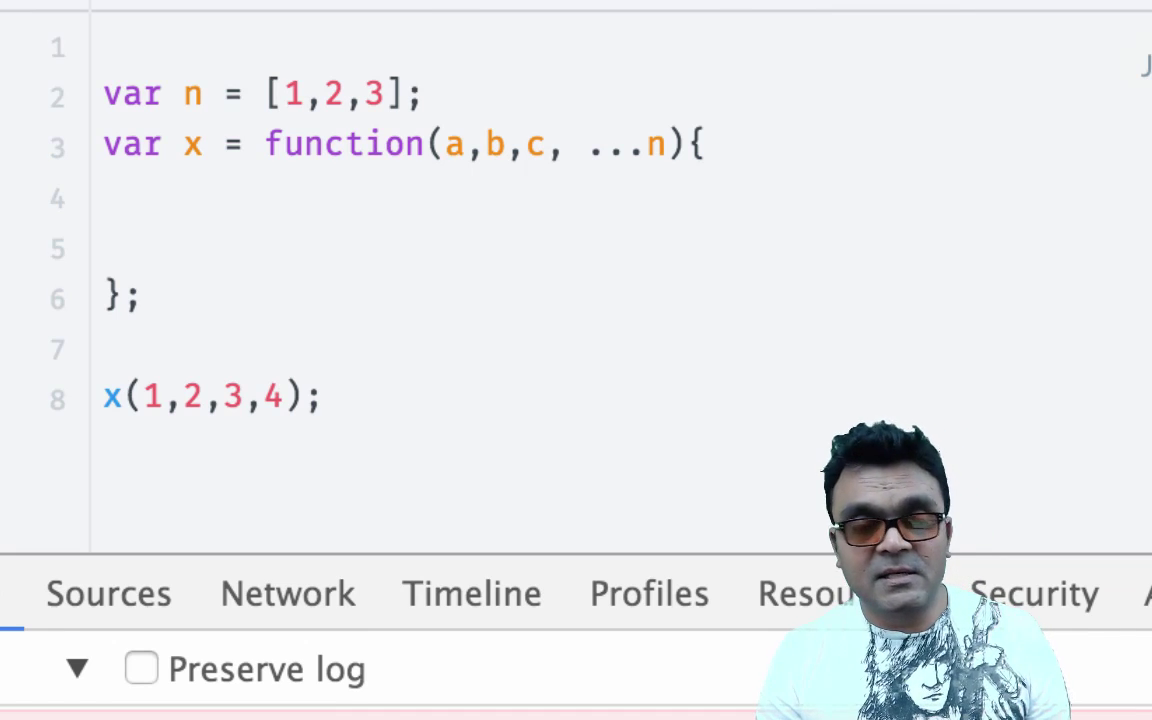 1
2 var n = [1,2,3];
3 var x = function(a,b,c, ...n){
4
5
6 };
7
8 x(1,2,3,4);
J
Sources Network Timeline Profiles Resou Security
Preserve log